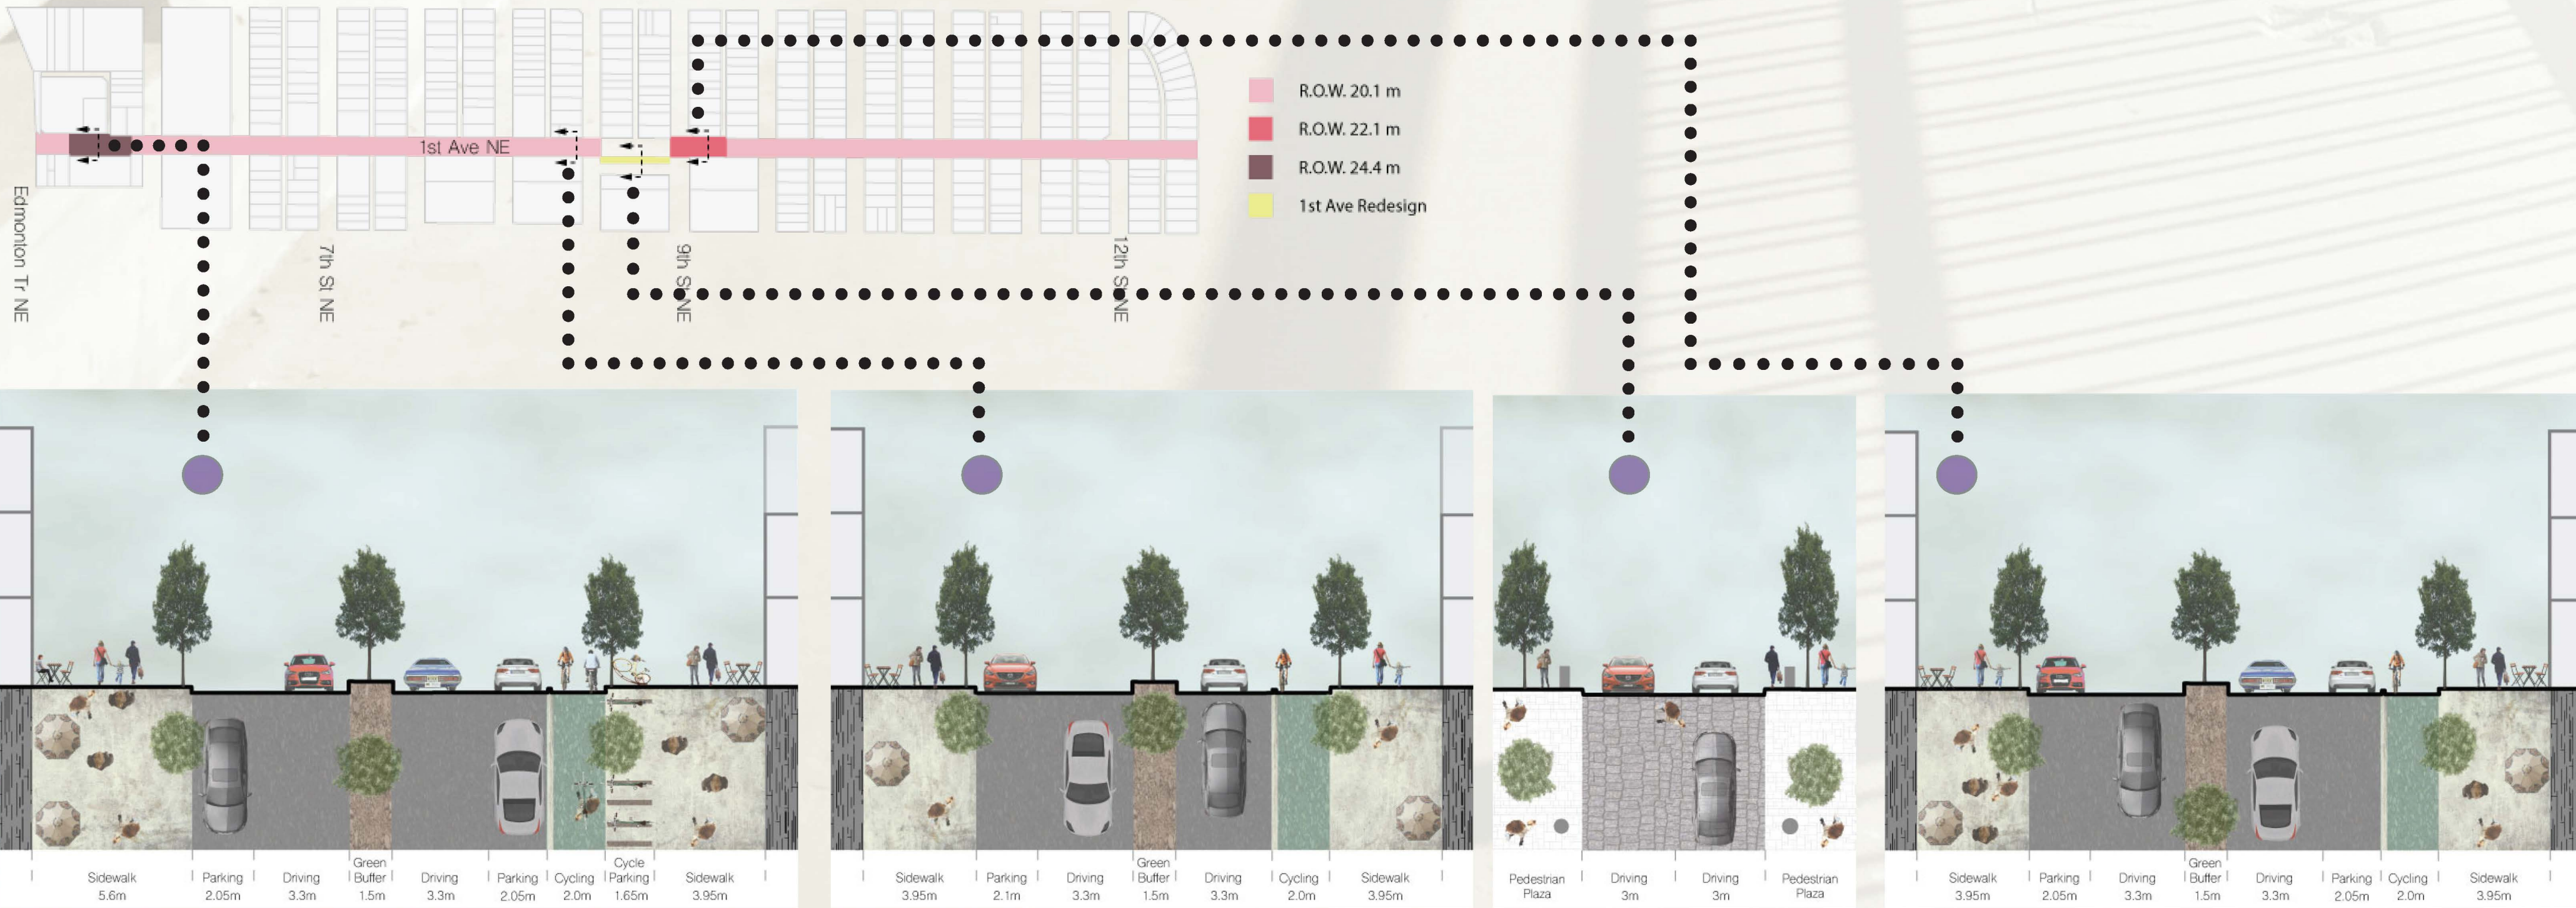 1st Ave NE
Edmonton Tr NE
7th St NE
9th St NE
12th St NE
R.O.W. 20.1 m
R.O.W. 22.1 m
R.O.W. 24.4 m
1st Ave Redesign
Sidewalk
5.6m
Parking
2.05m
Driving
3.3m
Green
Buffer
1.5m
Driving
3.3m
Parking
2.05m
Cycling
2.0m
Cycle
Parking
1.65m
Sidewalk
3.95m
Sidewalk
3.95m
Parking
2.1m
Driving
3.3m
Green
Buffer
1.5m
Driving
3.3m
Cycling
2.0m
Sidewalk
3.95m
Pedestrian
Plaza
Driving
3m
Driving
3m
Pedestrian
Plaza
Sidewalk
3.95m
Parking
2.05m
Driving
3.3m
Green
Buffer
1.5m
Driving
3.3m
Parking
2.05m
Cycling
2.0m
Sidewalk
3.95m